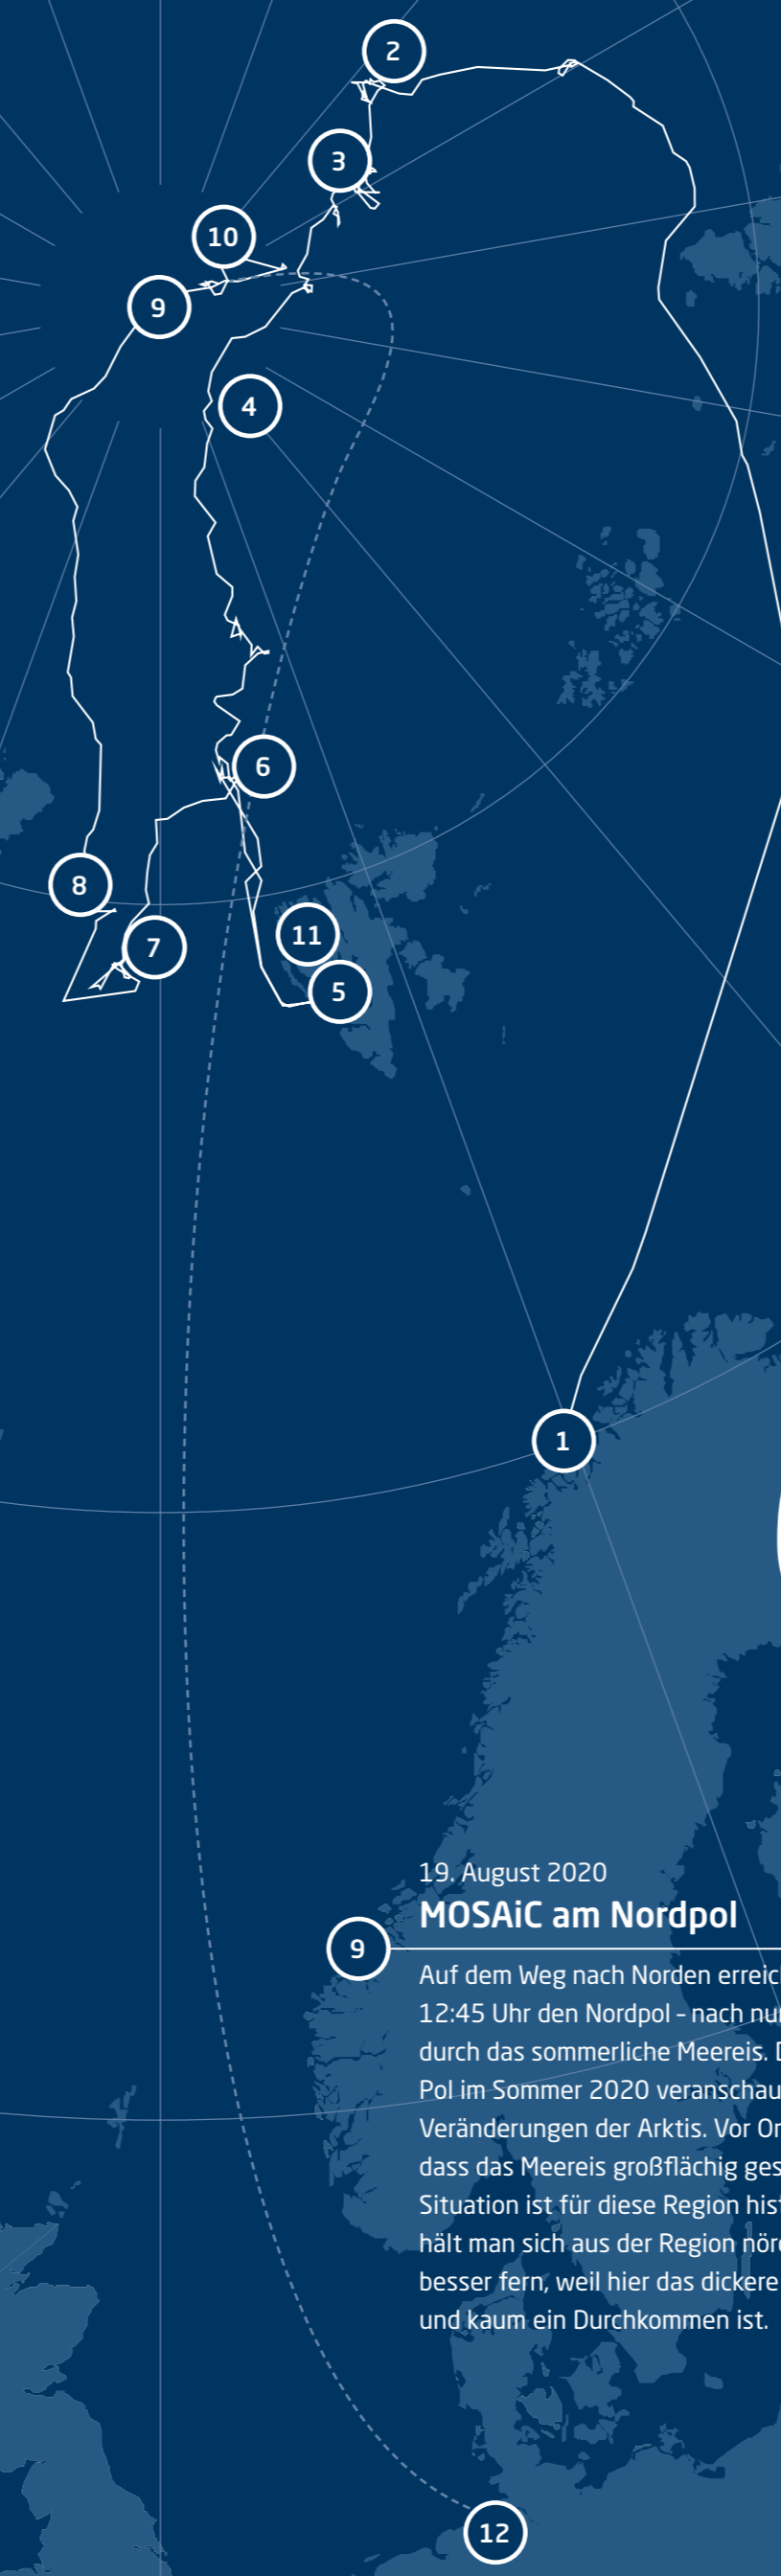 2
3
10
9
4
6
8
11
7
5
1
19. August 2020
MOSAiC am Nordpol
9
Auf dem Weg nach Norden erreic
12:45 Uhr den Nordpol – nach nu
durch das sommerliche Meereis. D
Pol im Sommer 2020 veranschau
Veränderungen der Arktis. Vor Or
dass das Meereis großflächig ges
Situation ist für diese Region his
hält man sich aus der Region nör
besser fern, weil hier das dickere
und kaum ein Durchkommen ist.
12